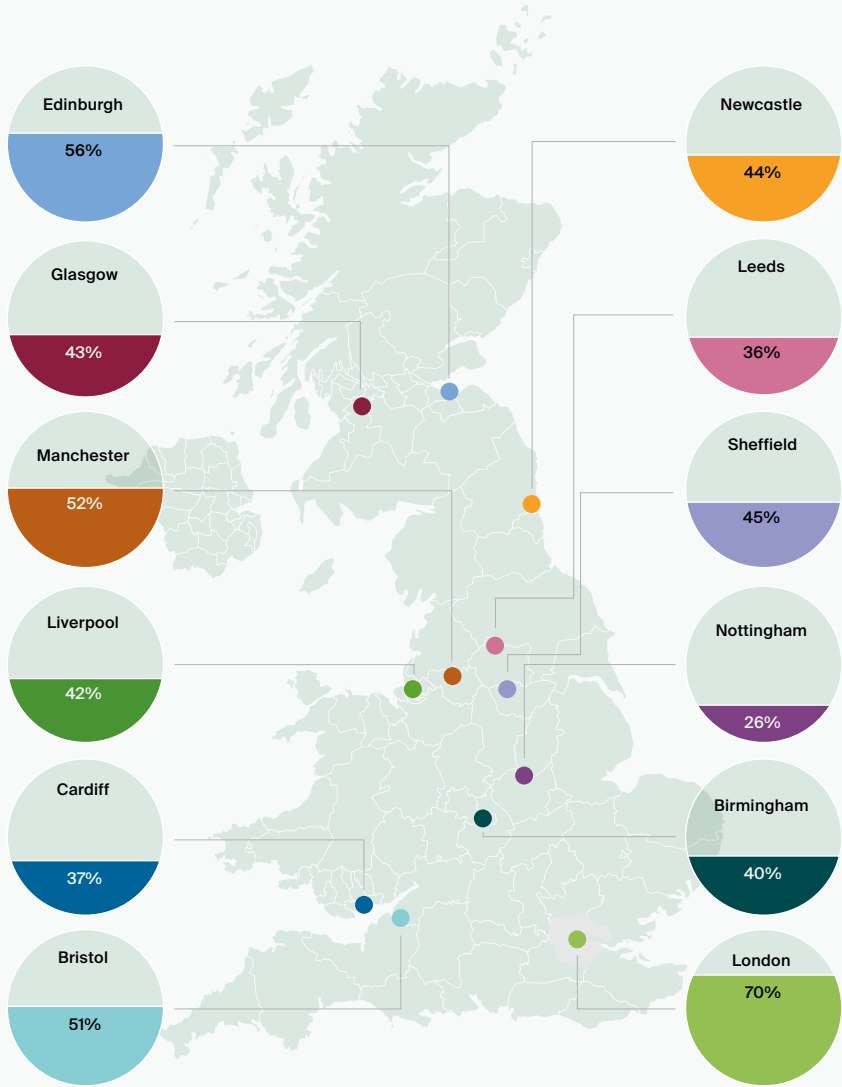 Edinburgh
56%
Glasgow
43%
Manchester
52%
Liverpool
42%
Cardiff
37%
Bristol
51%
Newcastle
44%
Leeds
36%
Sheffield
45%
Nottingham
26%
Birmingham
40%
London
70%